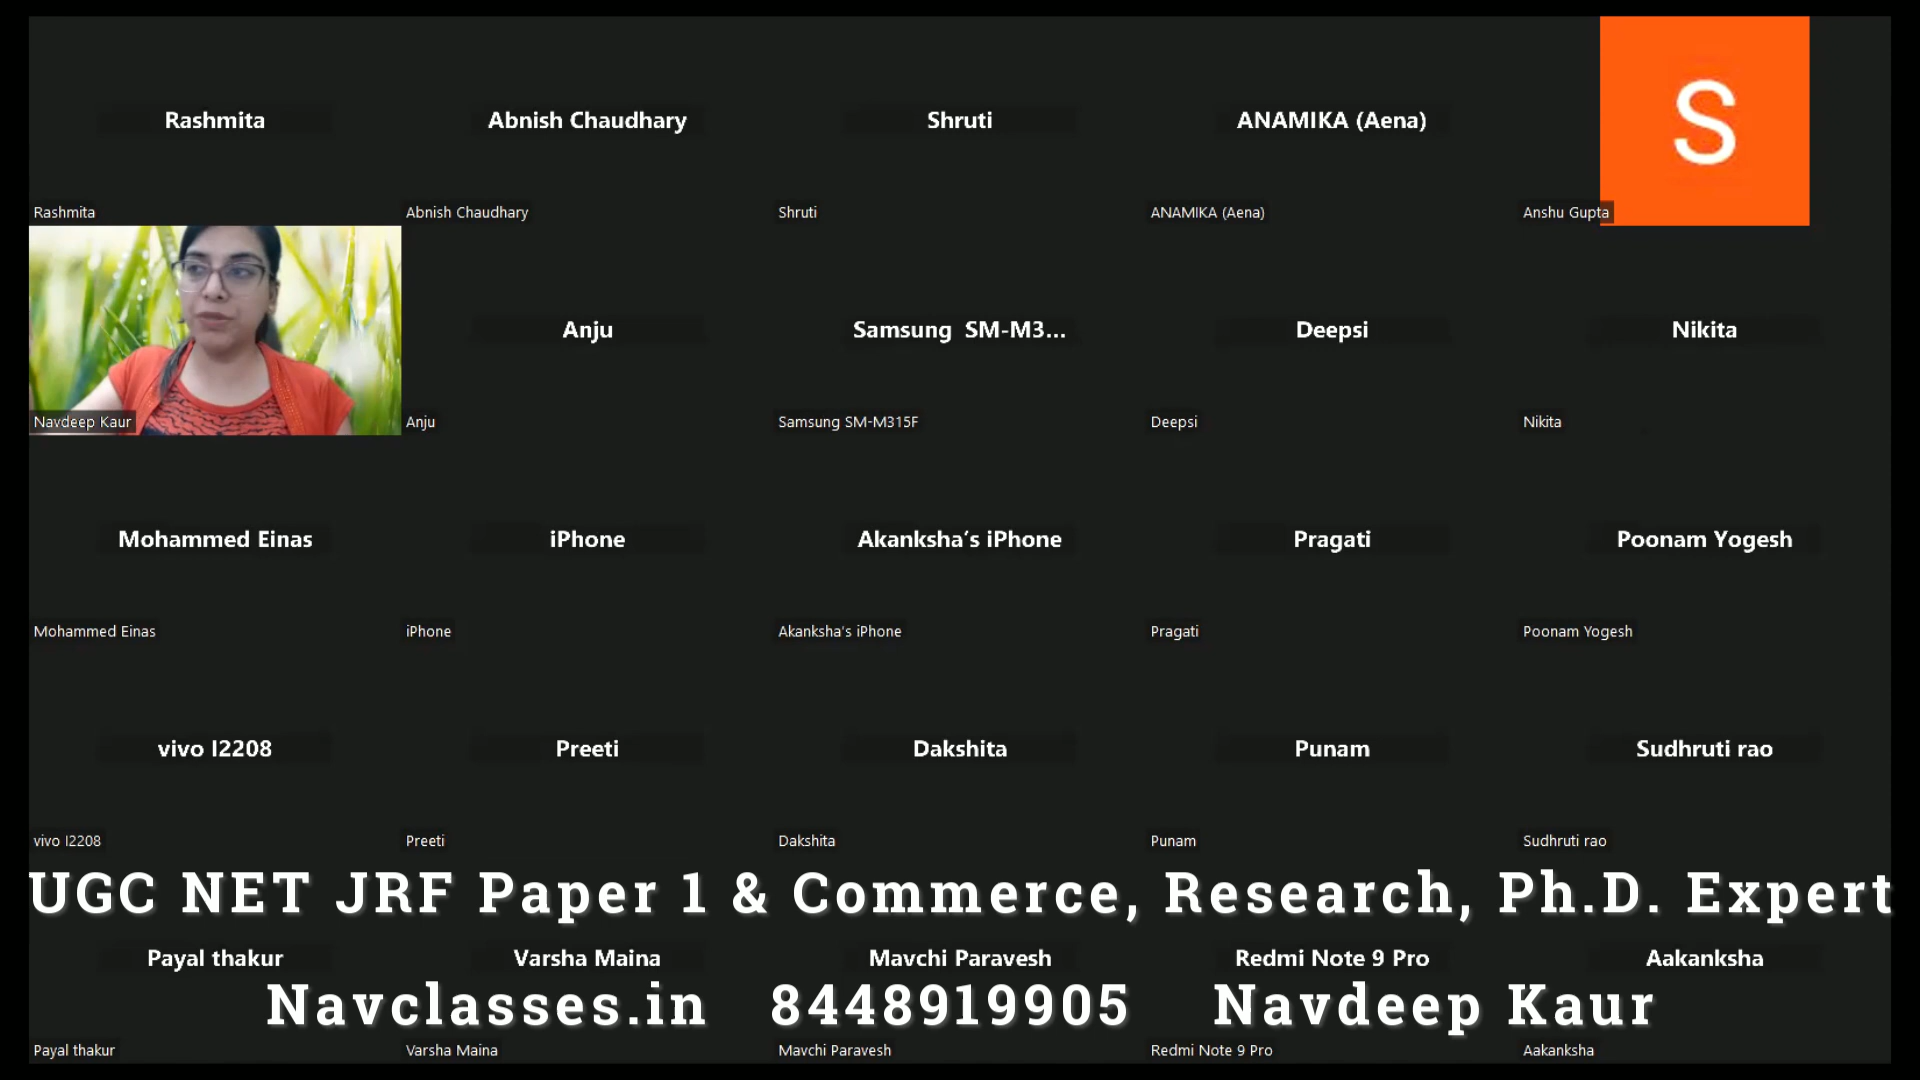 Rashmita
Abnish Chaudhary
Shruti
ANAMIKA (Aena)
S
Rashmita
Abnish Chaudhary
Shruti
ANAMIKA (Aena)
Anshu Gupta
Anju
Samsung SM-M3...
Deepsi
Nikita
Navdeep Kaur
Anju
Samsung SM-M315F
Deepsi
Nikita
Mohammed Einas
iPhone
Akanksha's iPhone
Pragati
Poonam Yogesh
Mohammed Einas
iPhone
Akanksha's iPhone
Pragati
Poonam Yogesh
vivo I2208
Preeti
Dakshita
Punam
Sudhruti rao
vivo I2208
Preeti
Dakshita
Punam
Sudhruti rao
UGC NET JRF Paper 1 & Commerce, Research, Ph.D. Expert
Payal thakur
Varsha Maina
Mavchi Paravesh
Redmi Note 9 Pro
Aakanksha
Navclasses.in 8448919905 Navdeep Kaur
Payal thakur
Varsha Maina
Mavchi Paravesh
Redmi Note 9 Pro
Aakanksha